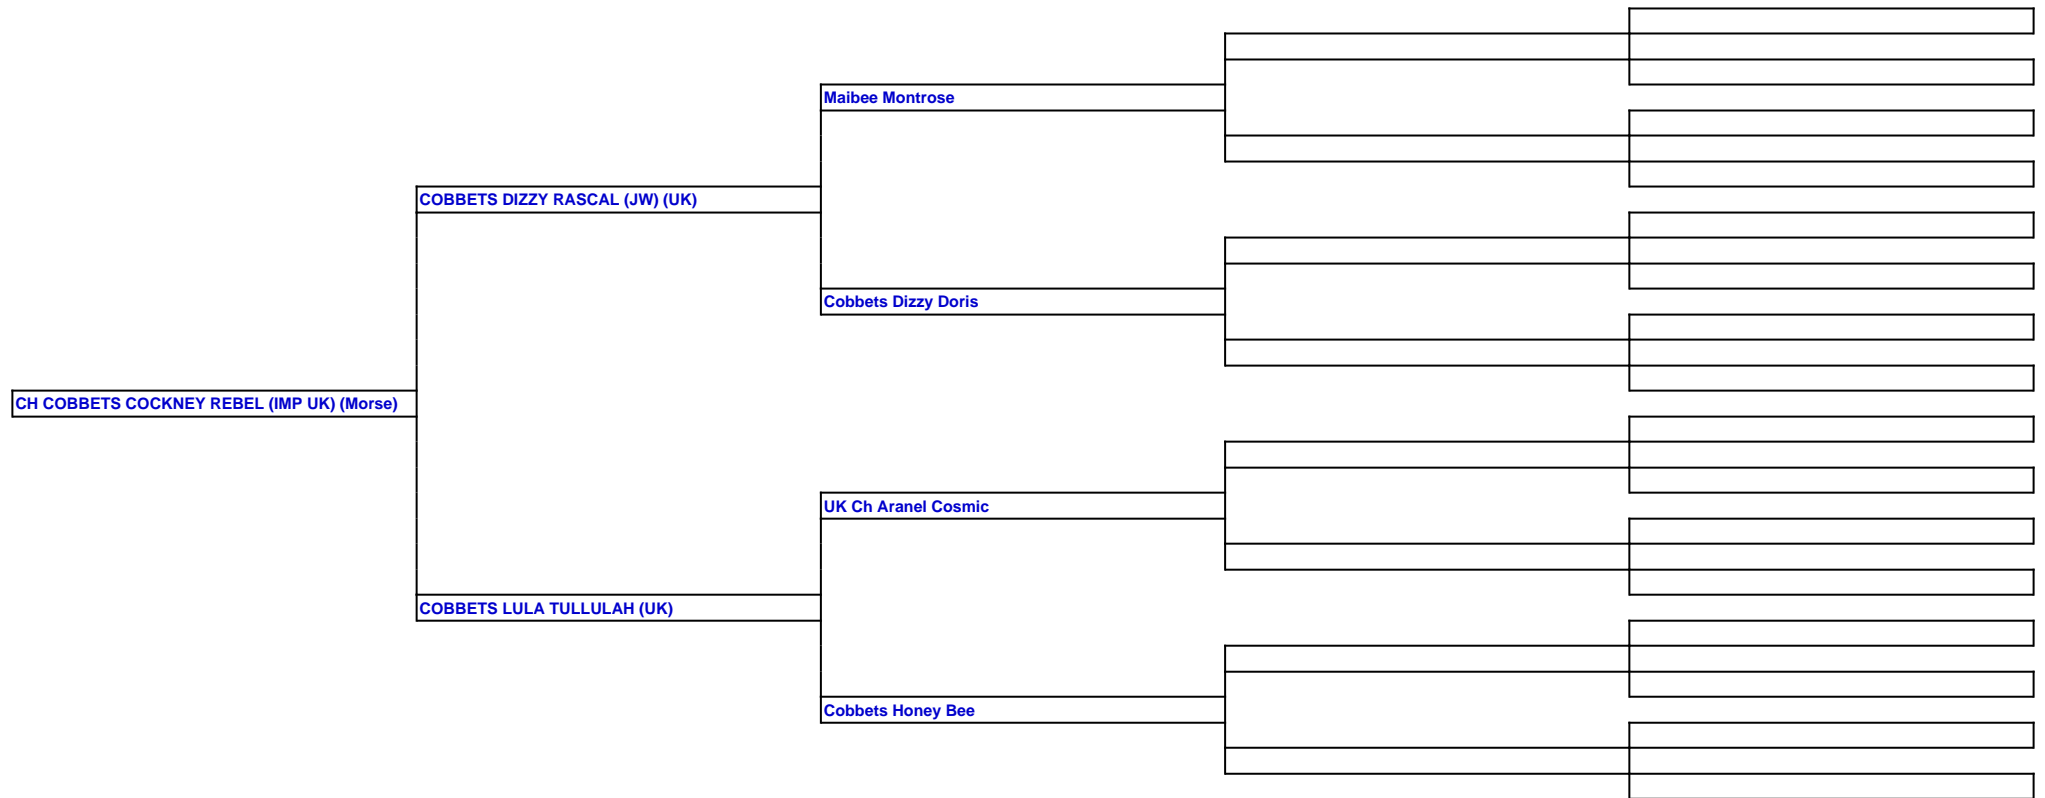 Maibee Montrose
COBBETS DIZZY RASCAL (JW) (UK)
Cobbets Dizzy Doris
CH COBBETS COCKNEY REBEL (IMP UK) (Morse)
UK Ch Aranel Cosmic
COBBETS LULA TULLULAH (UK)
Cobbets Honey Bee